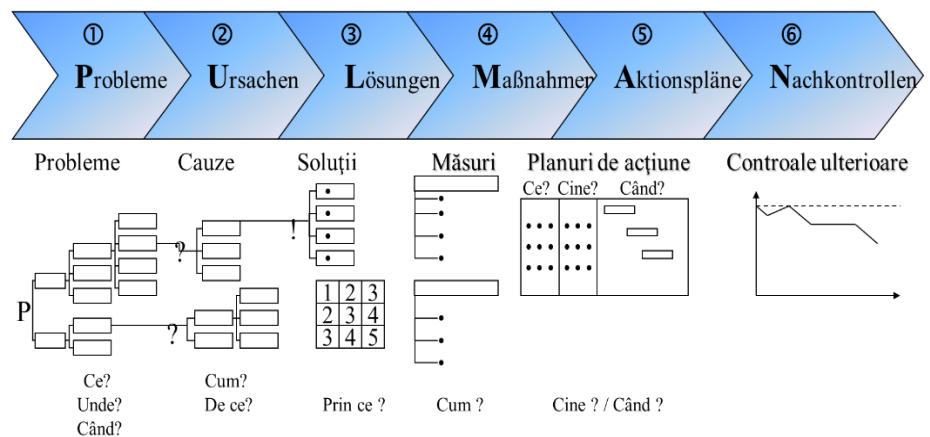 ① ② ③ ④ ⑤ ⑥
Probleme Ursachen Lösungen Maßnahmen Aktionspläne Nachkontrollen
Probleme Cauze Soluţii Măsuri Planuri de acţiune Controale ulterioare
Ce? Cine? Când?
? !
P
?
1 2 3
2 3 4
3 4 5
Ce? Cum?
Unde? De ce? Prin ce ? Cum ? Cine ? / Când ?
Când?